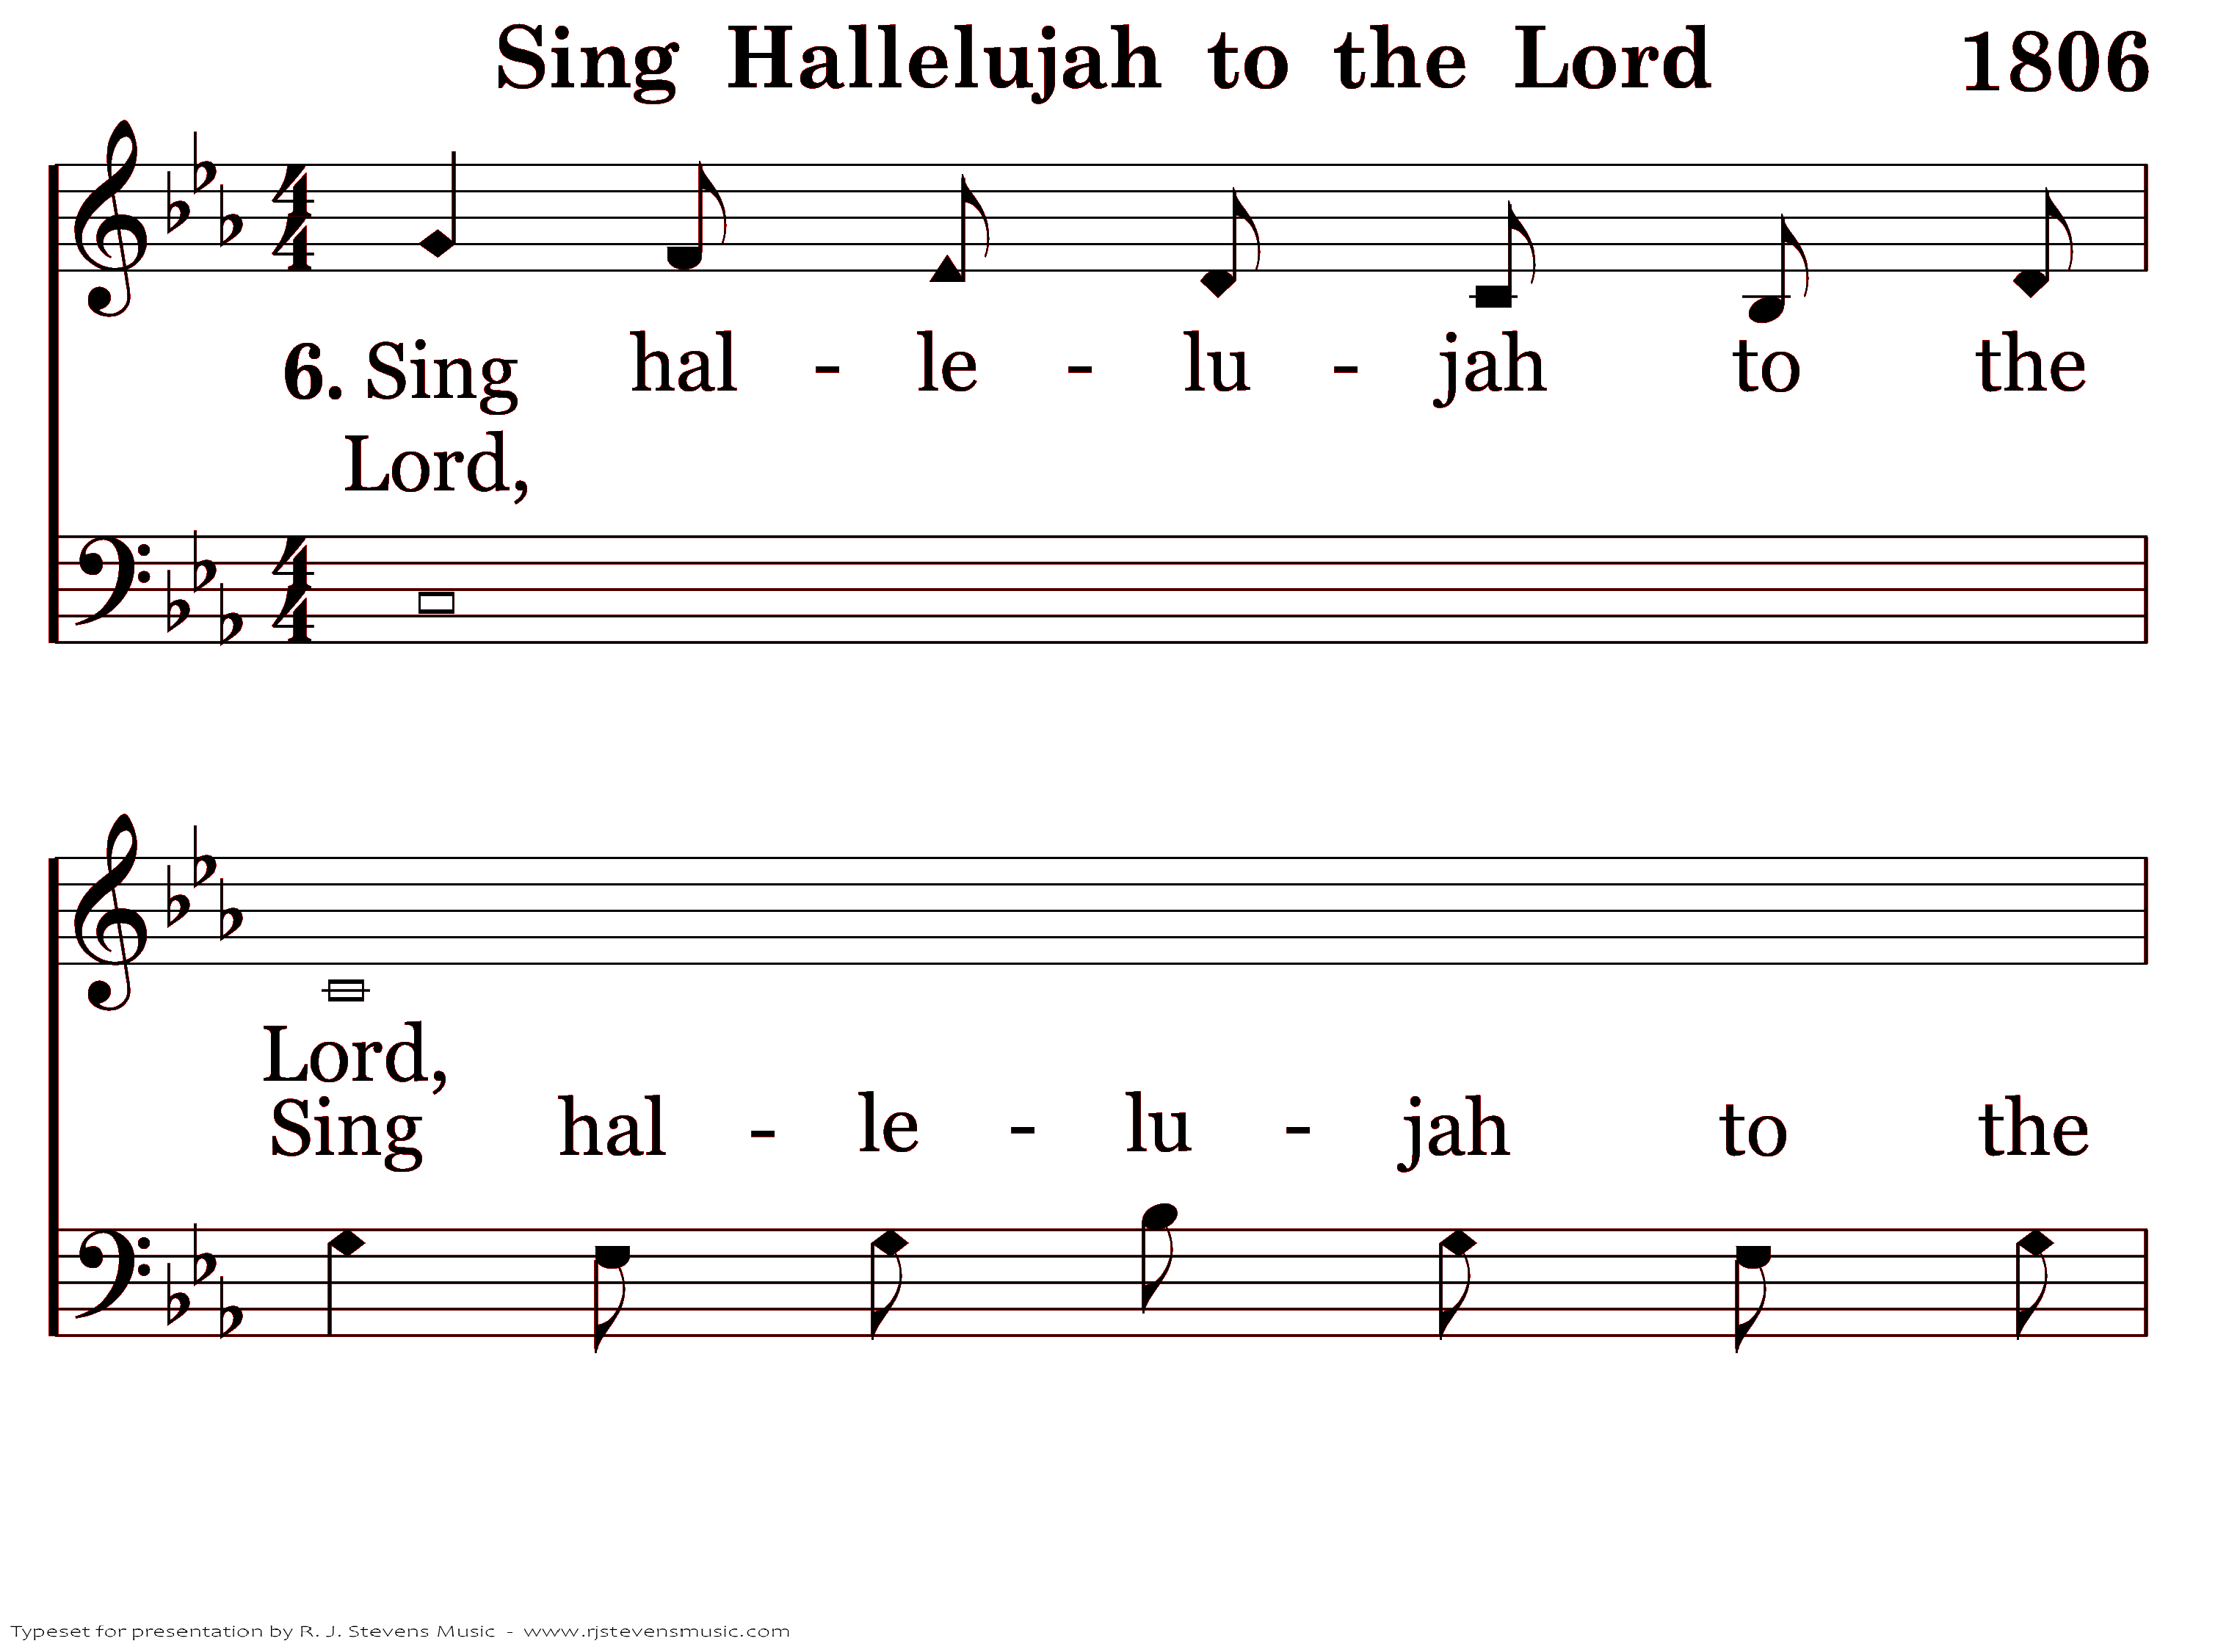 Sing Hallelujah to the Lord 1806
6. Sing hal - le - lu - jah to the
Lord,
Lord,
Sing hal - le - lu - jah to the
Typeset for presentation by R. J. Stevens Music - www.rjstevensmusic.com